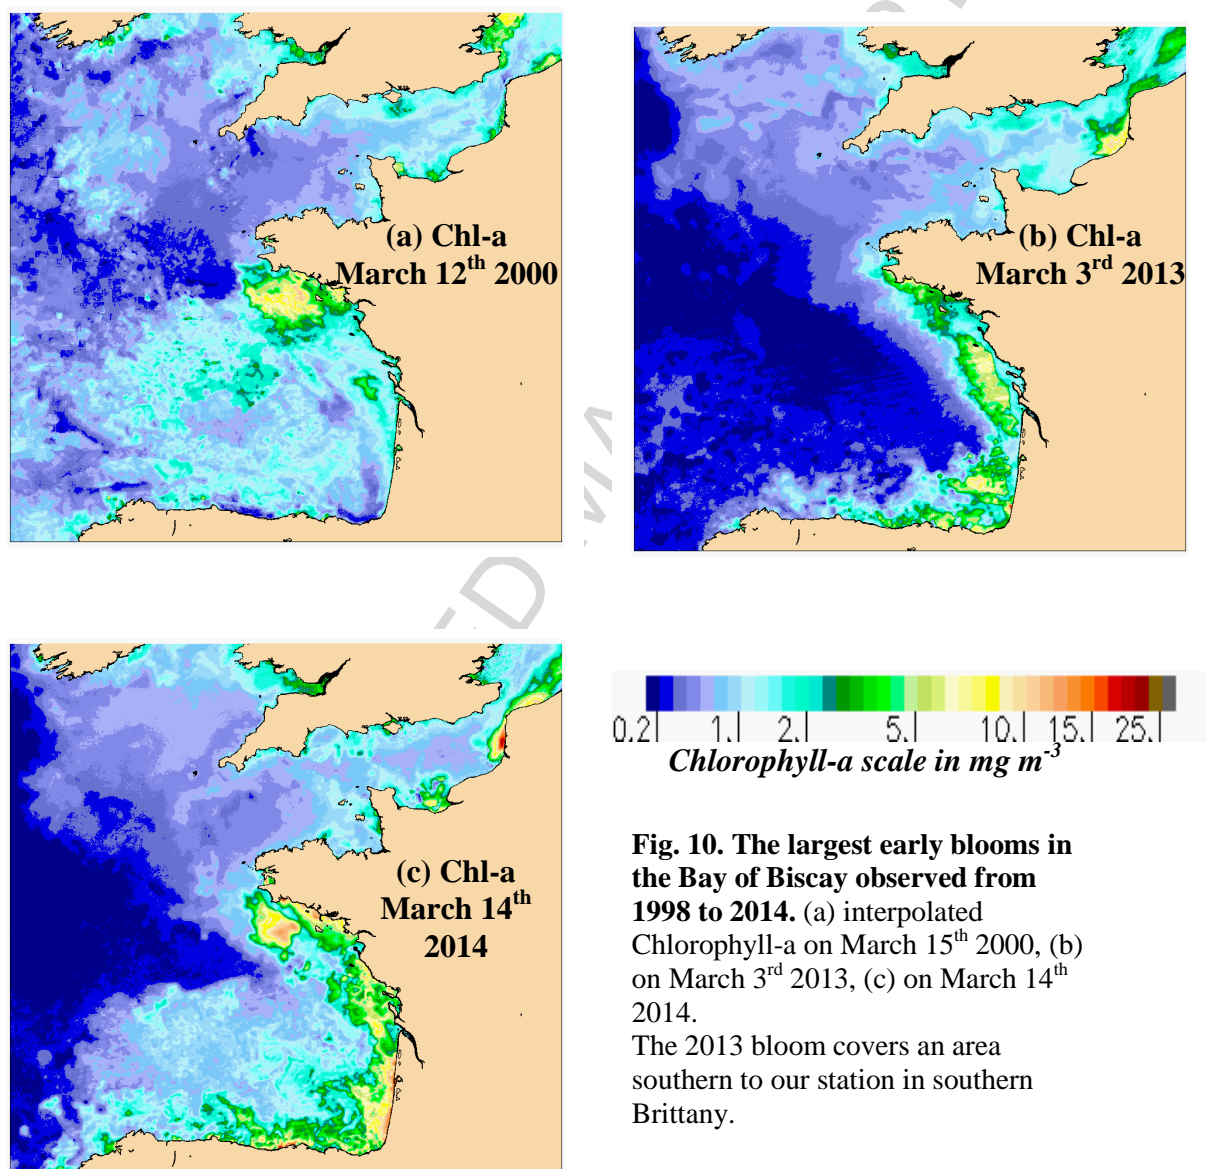 (a) Chl-a
March 12th 2000
(b) Chl-a
March 3rd 2013
(c) Chl-a
March 14th
2014
0.2 1. 2. 5. 10. 15. 25.
Chlorophyll-a scale in mg m-3
Fig. 10. The largest early blooms in
the Bay of Biscay observed from
1998 to 2014. (a) interpolated
Chlorophyll-a on March 15th 2000, (b)
on March 3rd 2013, (c) on March 14th
2014.
The 2013 bloom covers an area
southern to our station in southern
Brittany.